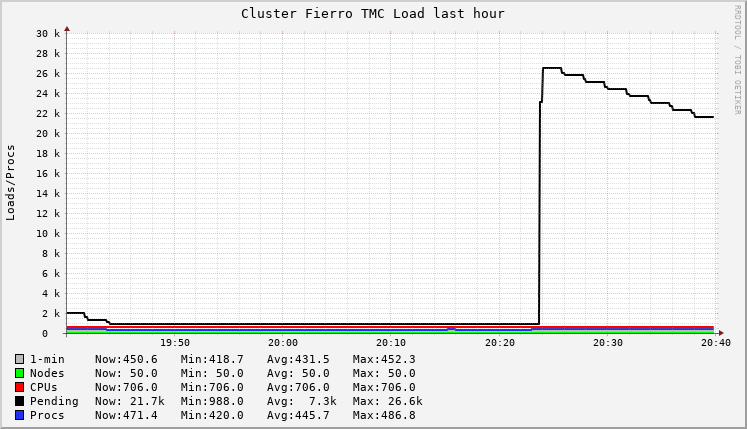 Cluster Fierro TMC Load last hour
RRDTOOL / TOBI OETIKER
Loads/Procs
30 k
28 k
26 k
24 k
22 k
20 k
18 k
16 k
14 k
12 k
10 k
8 k
6 k
4 k
2 k
0
19:50 20:00 20:10 20:20 20:30 20:40
1-min Now:450.6 Min:418.7 Avg:431.5 Max:452.3
Nodes Now: 50.0 Min: 50.0 Avg: 50.0 Max: 50.0
CPUs Now:706.0 Min:706.0 Avg:706.0 Max:706.0
Pending Now: 21.7k Min:988.0 Avg: 7.3k Max: 26.6k
Procs Now:471.4 Min:420.0 Avg:445.7 Max:486.8